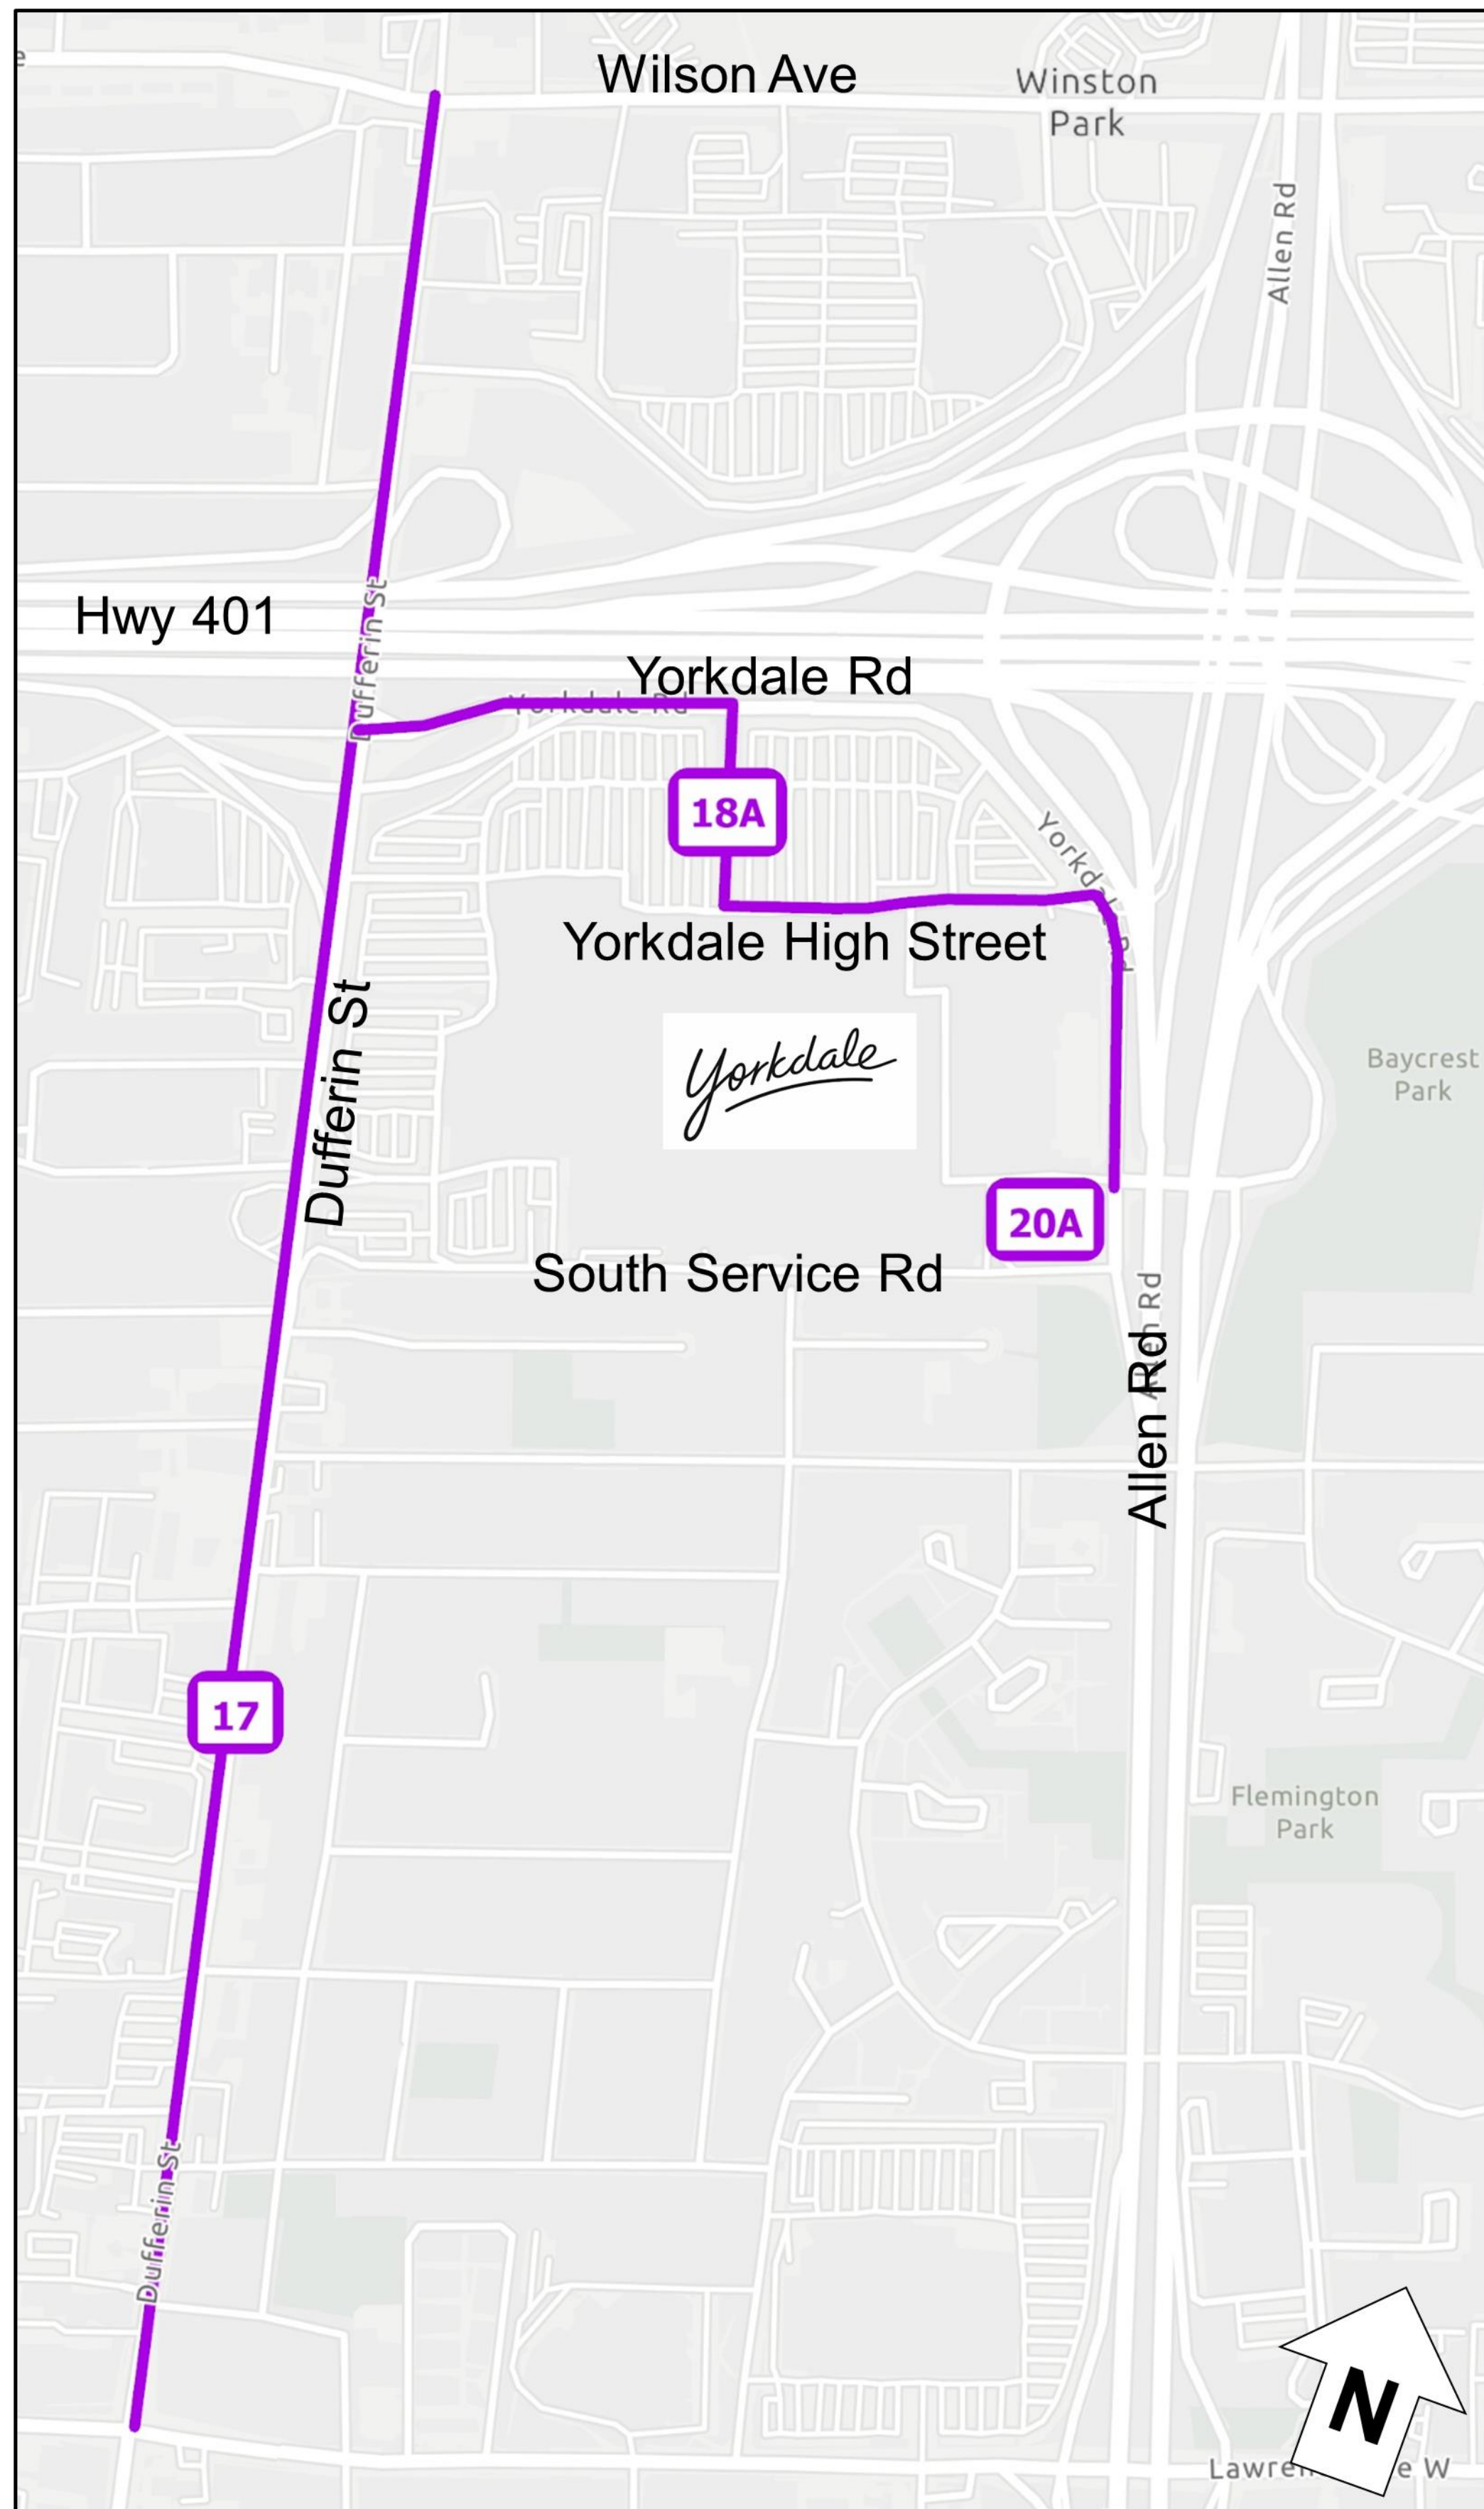 e
Wilson Ave
Winston
Park
Allen Rd
Hwy 401
Dufferin St
Yorkdale Rd
Yorkdale Rd
18A
Yorkdale Rd
Yorkdale High Street
Dufferin St
Yorkdale
Baycrest
Park
20A
South Service Rd
Allen Rd
Allen Rd
17
Flemington
Park
Dufferin St
N
Lawren
e W